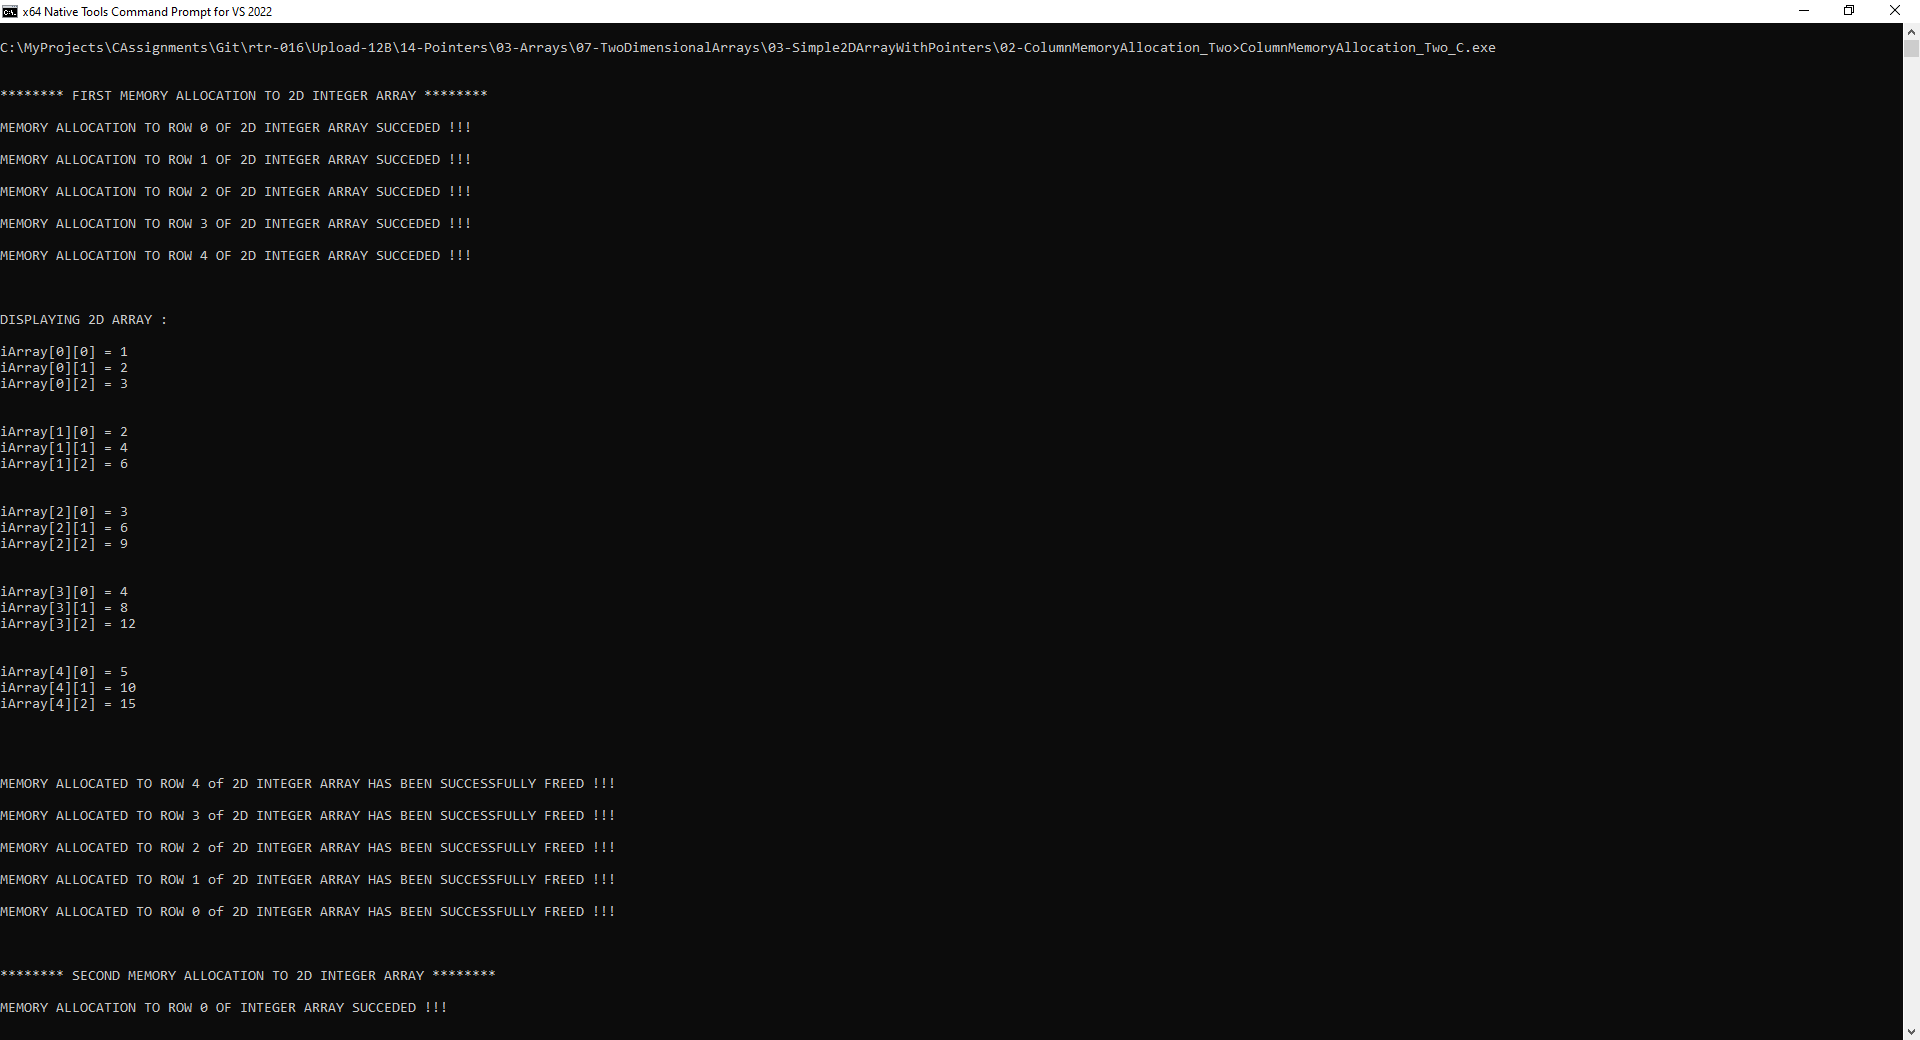 x64 Native Tools Command Prompt for VS 2022
C:\MyProjects\CAssignments\Git\rtr-016\Upload-12B\14-Pointers\03-Arrays\07-TwoDimensionalArrays\03-Simple2DArrayWithPointers\02-ColumnMemoryAllocation_Two>ColumnMemoryAllocation_Two_C.exe
******** FIRST MEMORY ALLOCATION TO 2D INTEGER ARRAY ********
MEMORY ALLOCATION TO ROW 0 OF 2D INTEGER ARRAY SUCCEDED !!!
MEMORY ALLOCATION TO ROW 1 OF 2D INTEGER ARRAY SUCCEDED !!!
MEMORY ALLOCATION TO ROW 2 OF 2D INTEGER ARRAY SUCCEDED !!!
MEMORY ALLOCATION TO ROW 3 OF 2D INTEGER ARRAY SUCCEDED !!!
MEMORY ALLOCATION TO ROW 4 OF 2D INTEGER ARRAY SUCCEDED !!!
DISPLAYING 2D ARRAY :
iArray[0][0] = 1
iArray[0][1] = 2
iArray[0][2] = 3
iArray[1][0] = 2
iArray[1][1] = 4
iArray[1][2] = 6
iArray[2][0] = 3
iArray[2][1] = 6
iArray[2][2] = 9
iArray[3][0] = 4
iArray[3][1] = 8
iArray[3][2] = 12
iArray[4][0] = 5
iArray[4][1] = 10
iArray[4][2] = 15
MEMORY ALLOCATED TO ROW 4 of 2D INTEGER ARRAY HAS BEEN SUCCESSFULLY FREED !!!
MEMORY ALLOCATED TO ROW 3 of 2D INTEGER ARRAY HAS BEEN SUCCESSFULLY FREED !!!
MEMORY ALLOCATED TO ROW 2 of 2D INTEGER ARRAY HAS BEEN SUCCESSFULLY FREED !!!
MEMORY ALLOCATED TO ROW 1 of 2D INTEGER ARRAY HAS BEEN SUCCESSFULLY FREED !!!
MEMORY ALLOCATED TO ROW 0 of 2D INTEGER ARRAY HAS BEEN SUCCESSFULLY FREED !!!
******** SECOND MEMORY ALLOCATION TO 2D INTEGER ARRAY ********
MEMORY ALLOCATION TO ROW 0 OF INTEGER ARRAY SUCCEDED !!!